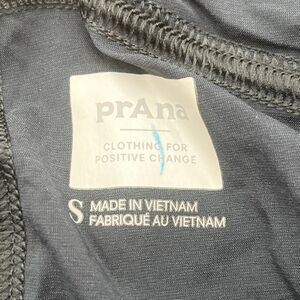 prAna
CLOTHING FOR
POSITIVE CHANGE
S MADE IN VIETNAM
FABRIQUÉ AU VIETNAM